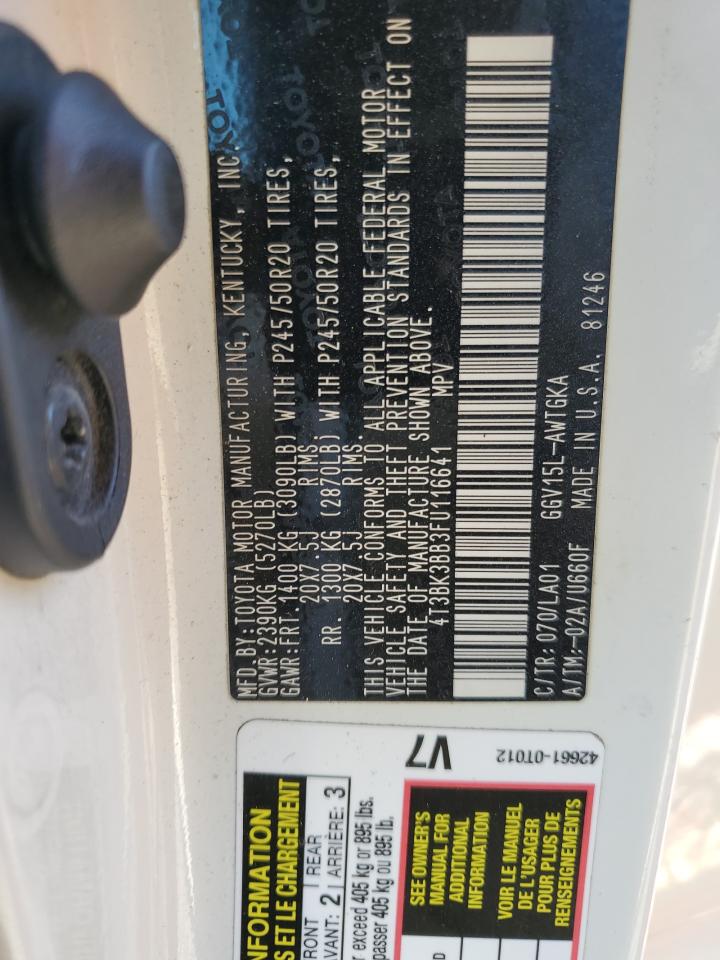 MFD.BY:TOYOTA MOTOR MANUFACTURING, KENTUCKY, INC.
GVWR:2390KG (5270LB)
GAWR:FRT.1400 KG (3090LB) WITH P245/50R20 TIRES,
20X7.5J RIMS.
RR. 1300 KG (2870LB) WITH P245/50R20 TIRES,
20X7.5J RIMS.
THIS VEHICLE CONFORMS TO ALL APPLICABLE FEDERAL MOTOR
VEHICLE SAFETY AND THEFT PREVENTION STANDARDS IN EFFECT ON
THE DATE OF MANUFACTURE SHOWN ABOVE.
4T3BK3BB3FU116641 MPV
C/TR: 070/LA01 GGV15L-AWTGKA
A/TM:-02A/U660F MADE IN U.S.A. 81246
NFORMATION
S ET LE CHARGEMENT
RONT REAR
AVANT: 2 ARRIÈRE: 3
r exceed 405 kg or 895 lbs.
passer 405 kg ou 895 lb.
V7
42661-0T012
SEE OWNER'S
MANUAL FOR
ADDITIONAL
INFORMATION
VOIR LE MANUEL
DE L'USAGER
POUR PLUS DE
RENSEIGNEMENTS
D